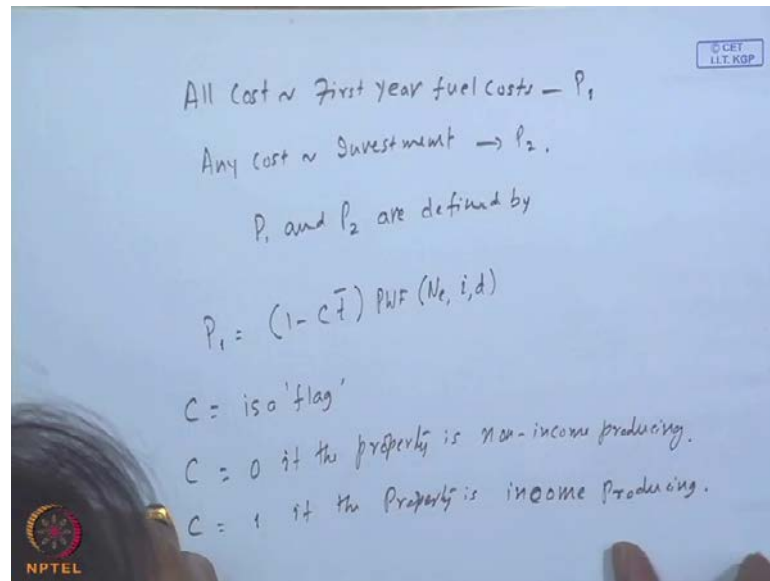 © CET
I.I.T. KGP
All Cost ~ First year fuel costs – P₁
Any cost ~ Investment → P₂.
P₁ and P₂ are defined by
P₁ = (1 - C t̄) PWF (Ne, i, d)
C = is a 'flag'
C = 0 if the property is non-income producing.
C = 1 if the Property is income Producing.
NPTEL